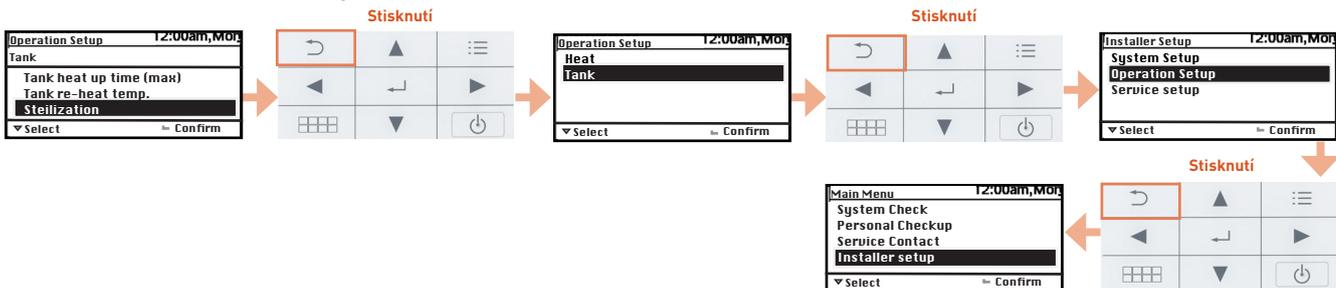 Stisknutí
Stisknutí
Operation Setup 12:00am,Mon
Tank
Tank heat up time (max)
Tank re-heat temp.
Steilization
Select Confirm
Operation Setup 12:00am,Mon
Heat
Tank
Select Confirm
Installer Setup 12:00am,Mon
System Setup
Operation Setup
Service setup
Select Confirm
Stisknutí
Main Menu 12:00am,Mon
System Check
Personal Checkup
Service Contact
Installer setup
Select Confirm